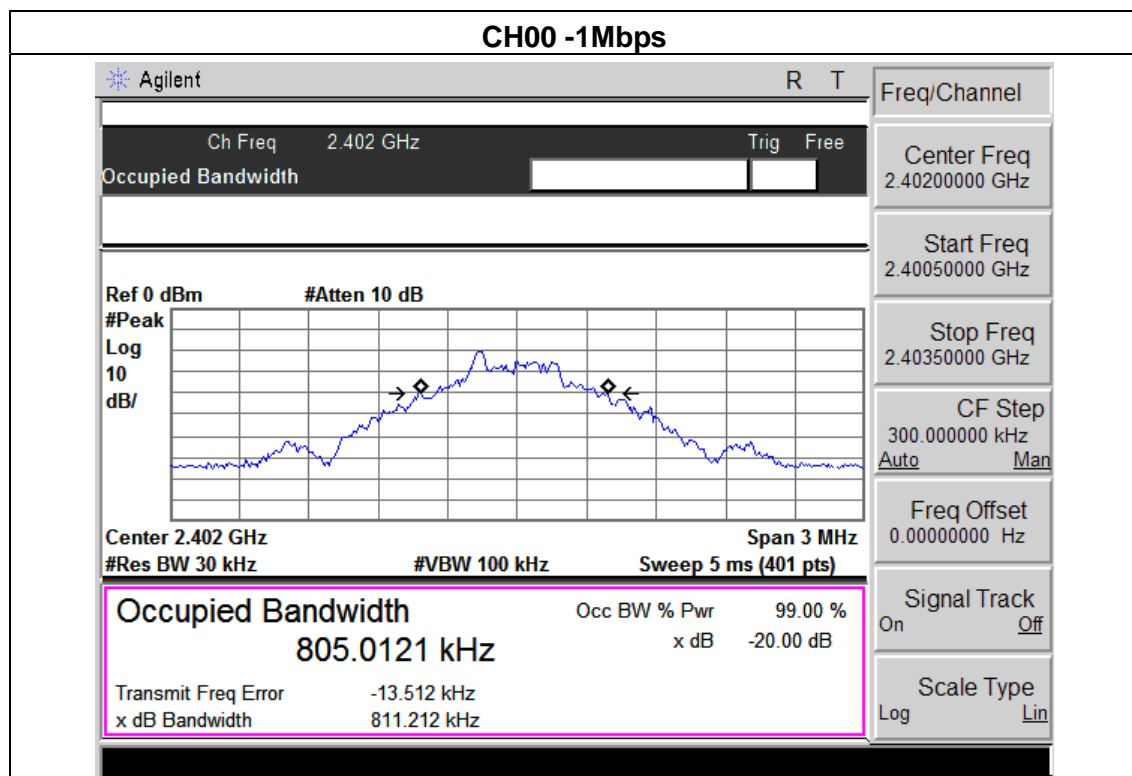 CH00 -1Mbps
Agilent R T
Ch Freq 2.402 GHz Trig Free
Occupied Bandwidth
Ref 0 dBm #Atten 10 dB
#Peak
Log
10
dB/
Center 2.402 GHz Span 3 MHz
#Res BW 30 kHz #VBW 100 kHz Sweep 5 ms (401 pts)
Occupied Bandwidth Occ BW % Pwr 99.00 %
805.0121 kHz x dB -20.00 dB
Transmit Freq Error -13.512 kHz
x dB Bandwidth 811.212 kHz
Freq/Channel
Center Freq
2.40200000 GHz
Start Freq
2.40050000 GHz
Stop Freq
2.40350000 GHz
CF Step
300.000000 kHz
Auto Man
Freq Offset
0.00000000 Hz
Signal Track
On Off
Scale Type
Log Lin